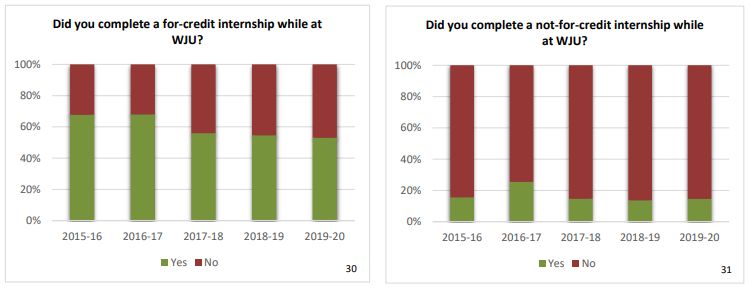 Did you complete a for-credit internship while at
WJU?
100%
80%
60%
40%
20%
0%
2015-16 2016-17 2017-18 2018-19 2019-20
Yes No
30
Did you complete a not-for-credit internship while
at WJU?
100%
80%
60%
40%
20%
0%
2015-16 2016-17 2017-18 2018-19 2019-20
Yes No
31